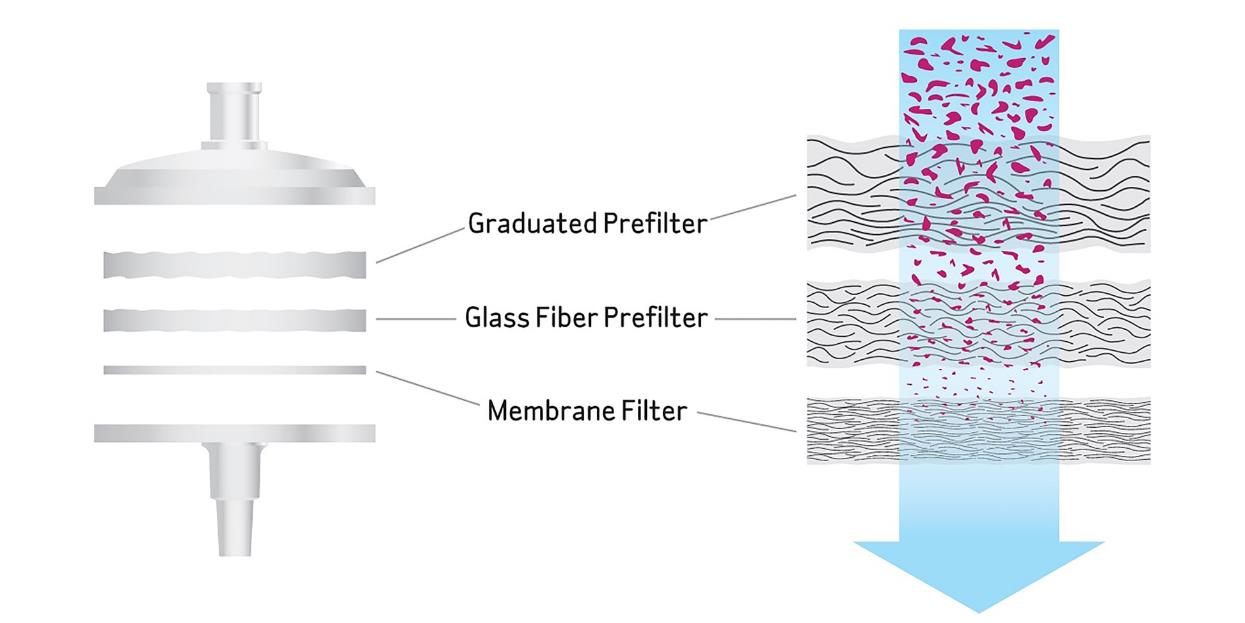 Graduated Prefilter
Glass Fiber Prefilter
Membrane Filter